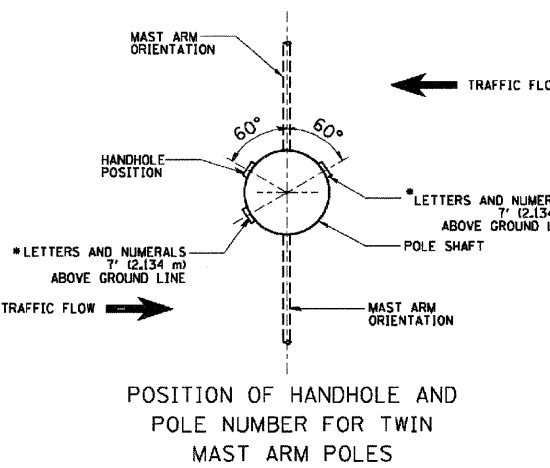 MAST ARM
ORIENTATION
TRAFFIC FLO
60°
60°
HANDHOLE
POSITION
*LETTERS AND NUMER
7' (2.134
ABOVE GROUND L
POLE SHAFT
*LETTERS AND NUMERALS
7' (2.134 m)
ABOVE GROUND LINE
TRAFFIC FLOW
MAST ARM
ORIENTATION
POSITION OF HANDHOLE AND
POLE NUMBER FOR TWIN
MAST ARM POLES